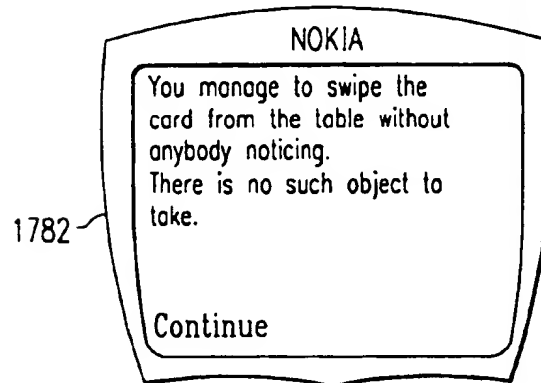 NOKIA
You manage to swipe the
card from the table without
anybody noticing.
There is no such object to
take.
1782
Continue